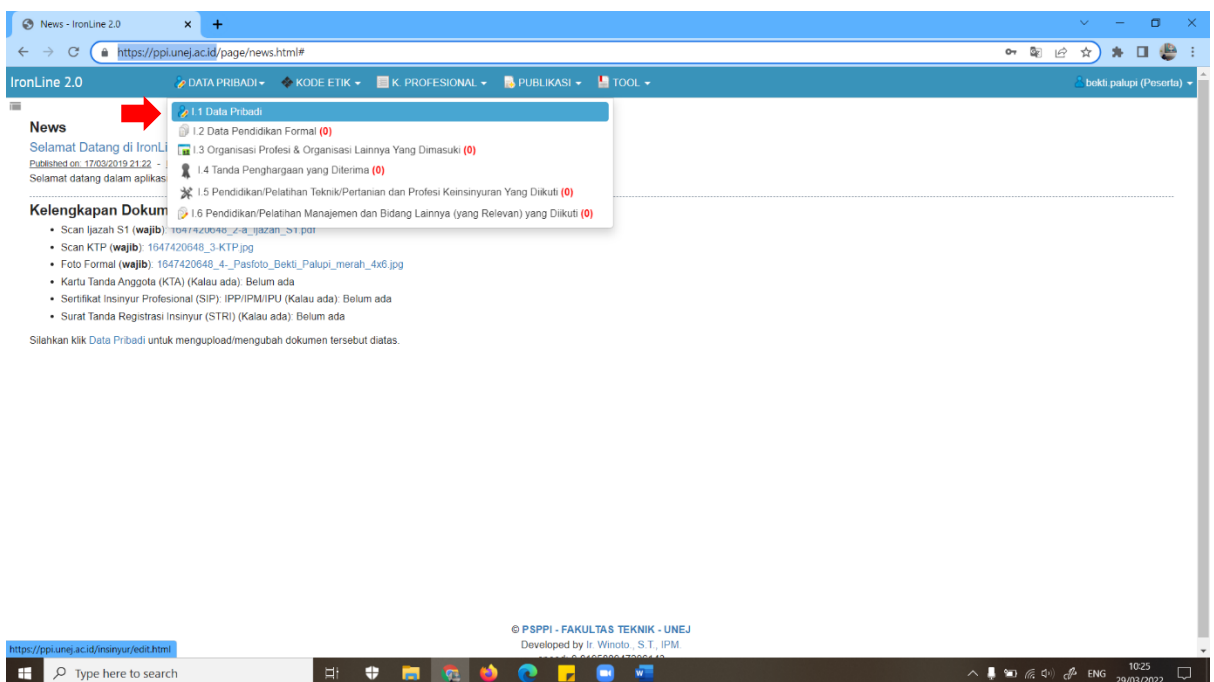 News - IronLine 2.0
https://ppi.unej.ac.id/page/news.html#
IronLine 2.0 DATA PRIBADI KODE ETIK K. PROFESIONAL PUBLIKASI TOOL bekti palupi (Peserta)
I.1 Data Pribadi
I.2 Data Pendidikan Formal (0)
I.3 Organisasi Profesi & Organisasi Lainnya Yang Dimasuki (0)
I.4 Tanda Penghargaan yang Diterima (0)
I.5 Pendidikan/Pelatihan Teknik/Pertanian dan Profesi Keinsinyuran Yang Diikuti (0)
I.6 Pendidikan/Pelatihan Manajemen dan Bidang Lainnya (yang Relevan) yang Diikuti (0)
News
Selamat Datang di IronLi
Published on: 17/03/2019 21:22 -
Selamat datang dalam aplikas
Kelengkapan Dokum
Scan Ijazah S1 (wajib): 1647420648_2-a_Ijazah_S1.pdf
Scan KTP (wajib): 1647420648_3-KTP.jpg
Foto Formal (wajib): 1647420648_4-_Pasfoto_Bekti_Palupi_merah_4x6.jpg
Kartu Tanda Anggota (KTA) (Kalau ada): Belum ada
Sertifikat Insinyur Profesional (SIP): IPP/IPM/IPU (Kalau ada): Belum ada
Surat Tanda Registrasi Insinyur (STRI) (Kalau ada): Belum ada
Silahkan klik Data Pribadi untuk mengupload/mengubah dokumen tersebut diatas.
© PSPPI - FAKULTAS TEKNIK - UNEJ
Developed by Ir. Winoto., S.T., IPM.
https://ppi.unej.ac.id/insinyur/edit.html
Type here to search
ENG
10:25
29/03/2022